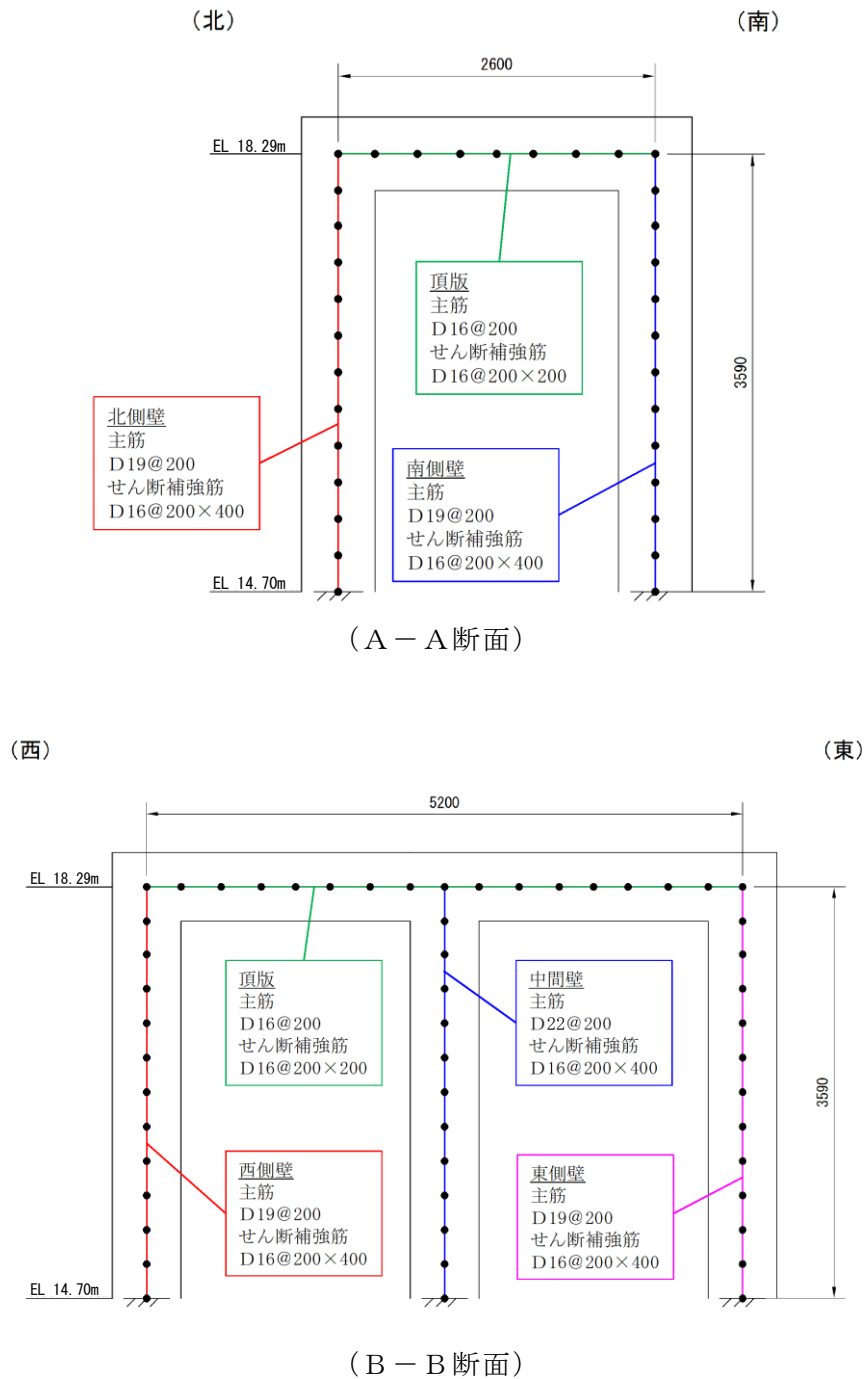 (北)
(南)
2600
EL 18.29m
頂版
主筋
D16@200
せん断補強筋
D16@200×200
3590
北側壁
主筋
D19@200
せん断補強筋
D16@200×400
南側壁
主筋
D19@200
せん断補強筋
D16@200×400
EL 14.70m
(A-A断面)
(西)
(東)
5200
EL 18.29m
頂版
主筋
D16@200
せん断補強筋
D16@200×200
中間壁
主筋
D22@200
せん断補強筋
D16@200×400
3590
西側壁
主筋
D19@200
せん断補強筋
D16@200×400
東側壁
主筋
D19@200
せん断補強筋
D16@200×400
EL 14.70m
(B-B断面)